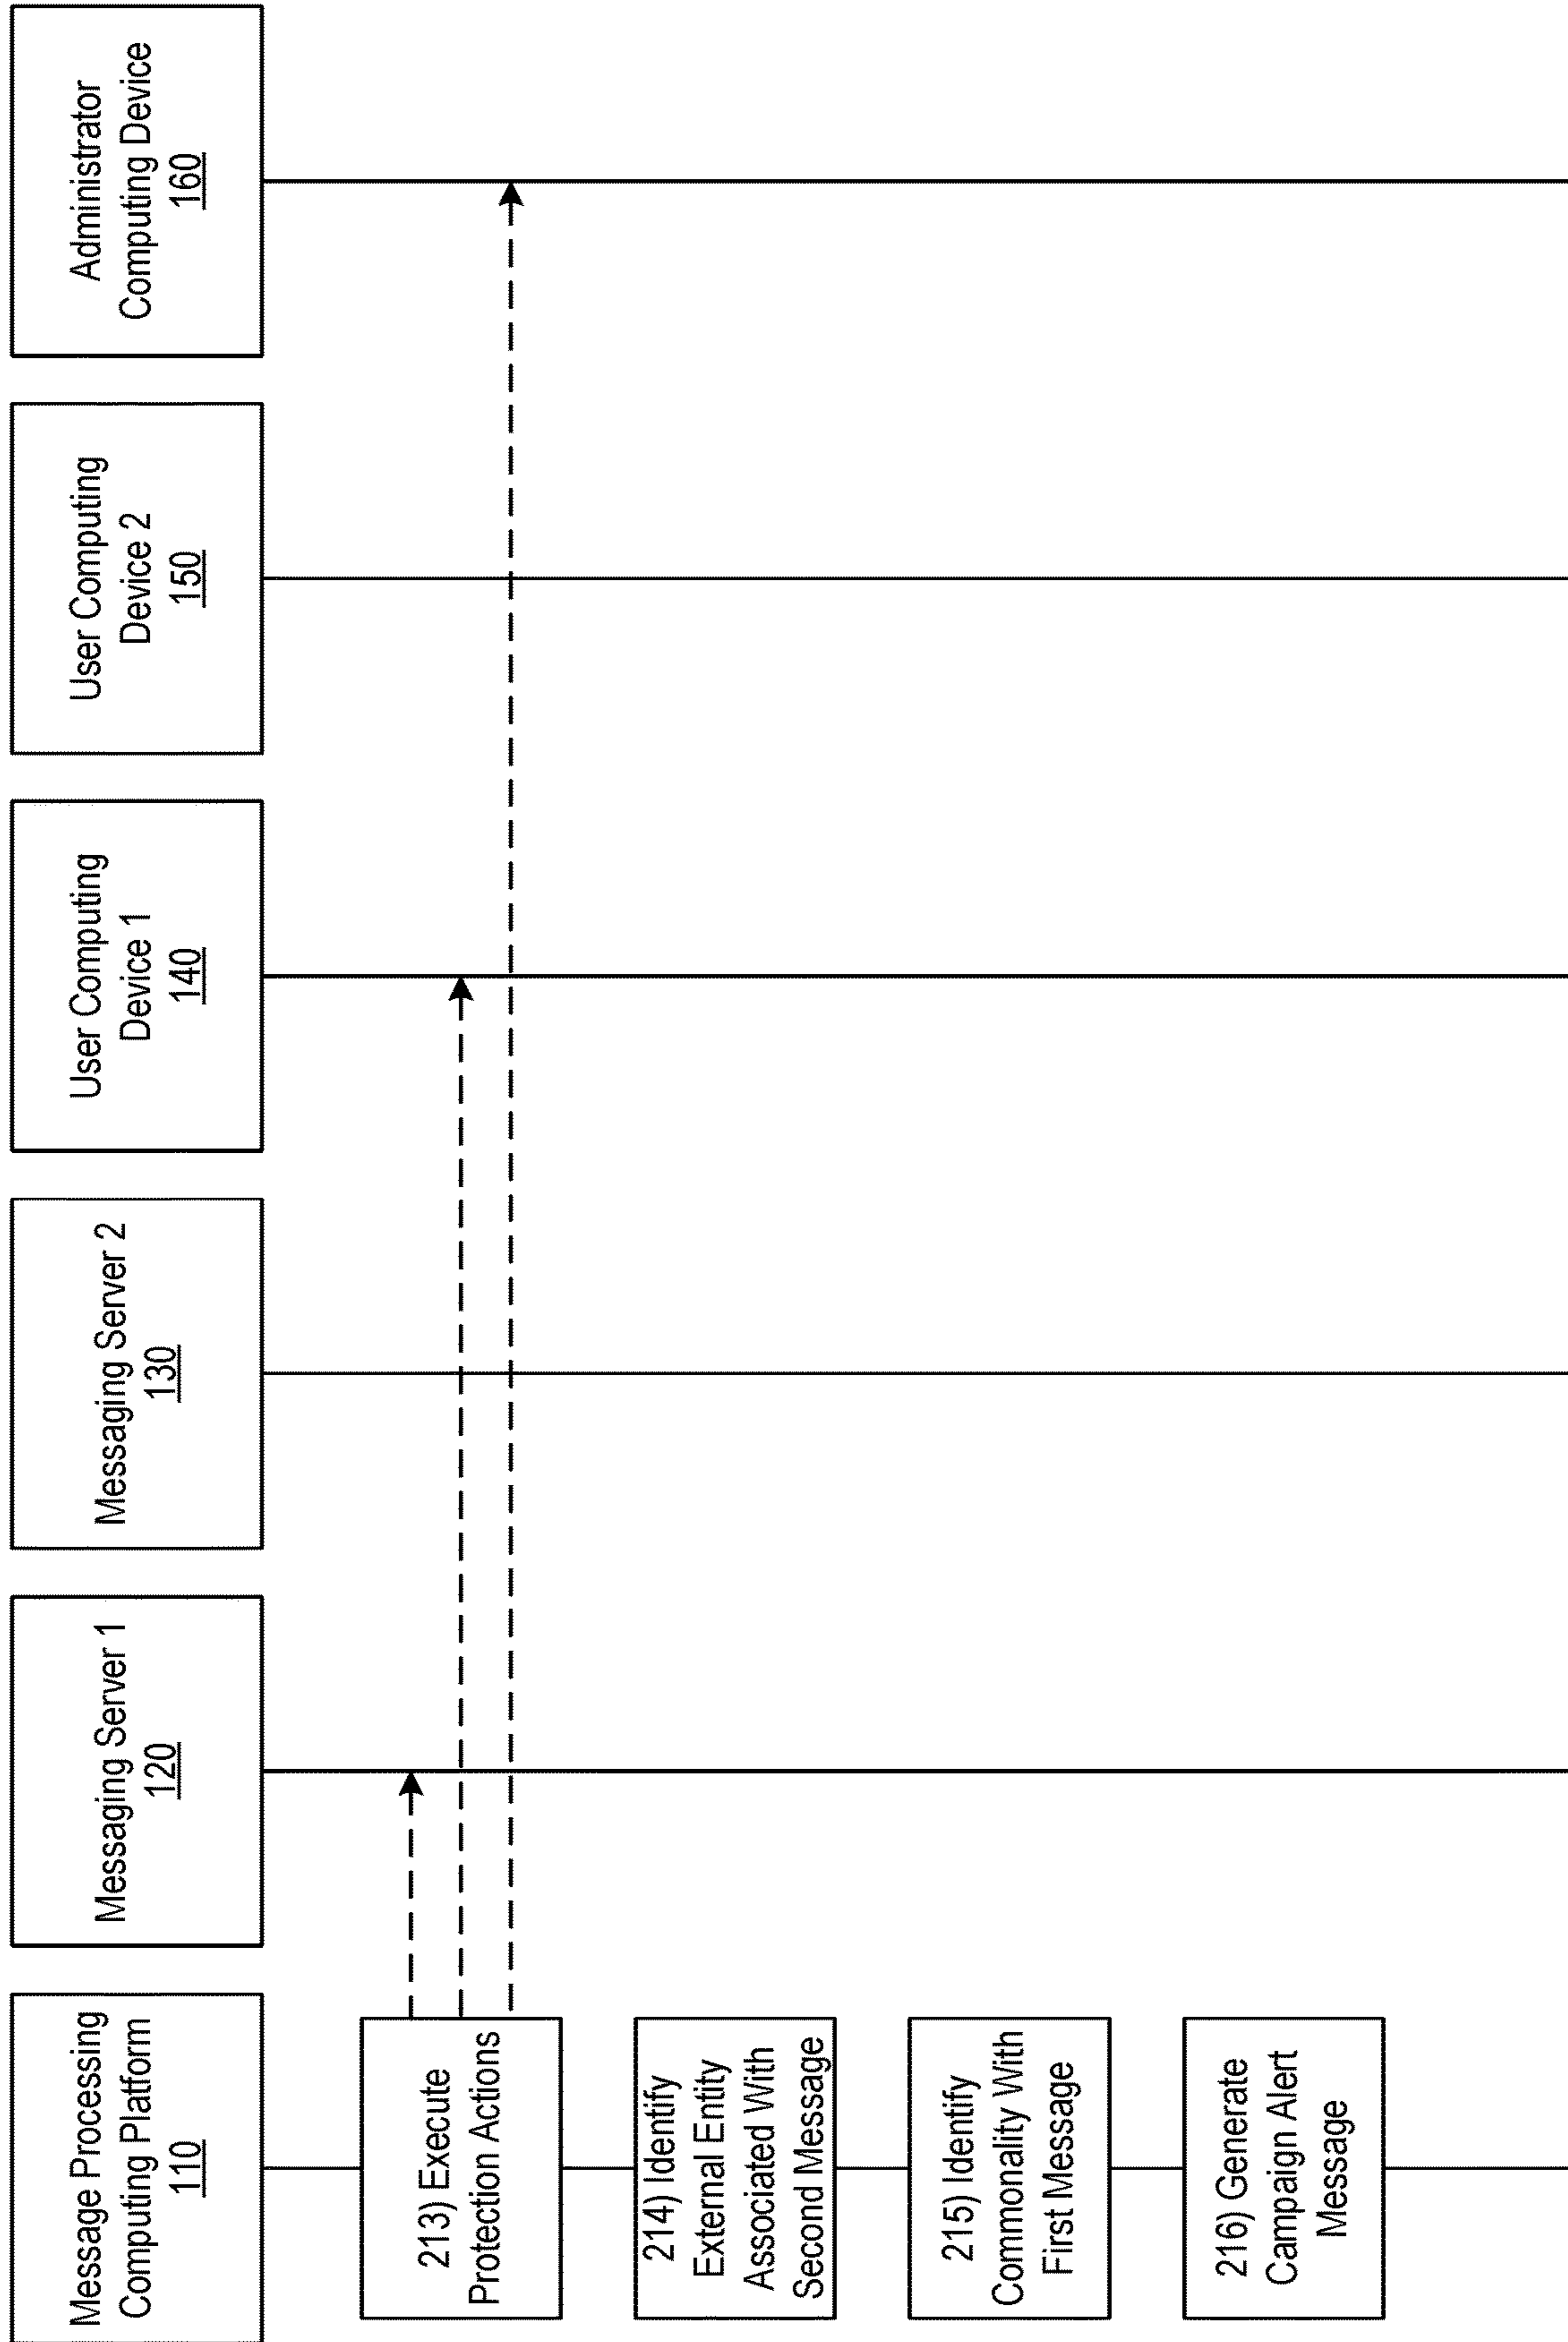 Message Processing
Computing Platform
110
Messaging Server 1
120
Messaging Server 2
130
User Computing
Device 1
140
User Computing
Device 2
150
Administrator
Computing Device
160
213) Execute
Protection Actions
214) Identify
External Entity
Associated With
Second Message
215) Identify
Commonality With
First Message
216) Generate
Campaign Alert
Message